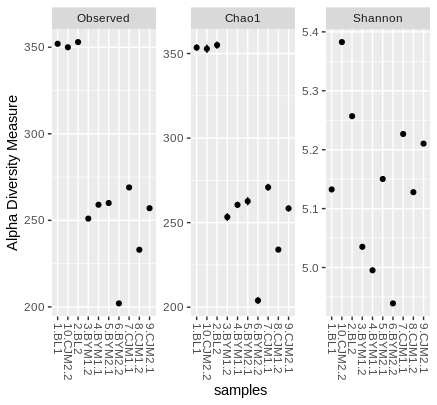 Observed
Chao1
Shannon
Alpha Diversity Measure
350
300
250
200
350
300
250
200
5.4
5.3
5.2
5.1
5.0
1.BL1
10.CJM2.2
2.BL2
3.BYM1.2
4.BYM1.1
5.BYM2.1
6.BYM2.2
7.CJM1.1
8.CJM1.2
9.CJM2.1
1.BL1
10.CJM2.2
2.BL2
3.BYM1.2
4.BYM1.1
5.BYM2.1
6.BYM2.2
7.CJM1.1
8.CJM1.2
9.CJM2.1
1.BL1
10.CJM2.2
2.BL2
3.BYM1.2
4.BYM1.1
5.BYM2.1
6.BYM2.2
7.CJM1.1
8.CJM1.2
9.CJM2.1
samples